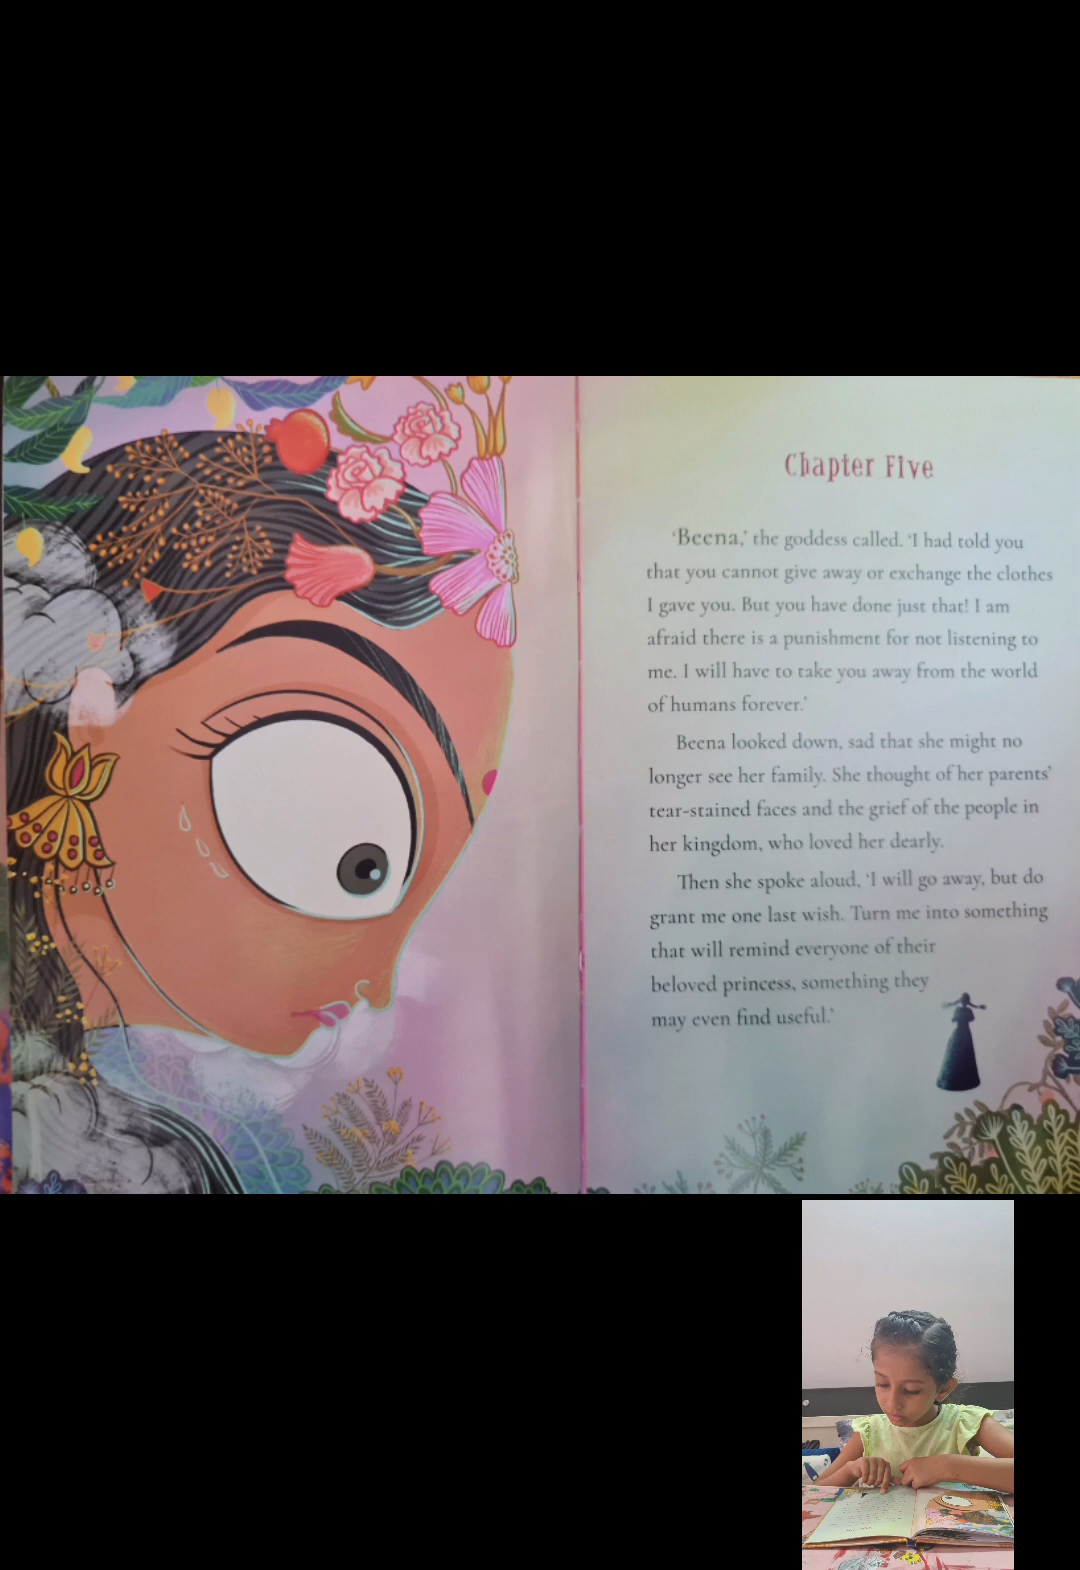 Chapter Five
‘Beena,’ the goddess called. ‘I had told you
that you cannot give away or exchange the clothes
I gave you. But you have done just that! I am
afraid there is a punishment for not listening to
me. I will have to take you away from the world
of humans forever.’
Beena looked down, sad that she might no
longer see her family. She thought of her parents’
tear-stained faces and the grief of the people in
her kingdom, who loved her dearly.
Then she spoke aloud, ‘I will go away, but do
grant me one last wish. Turn me into something
that will remind everyone of their
beloved princess, something they
may even find useful.’